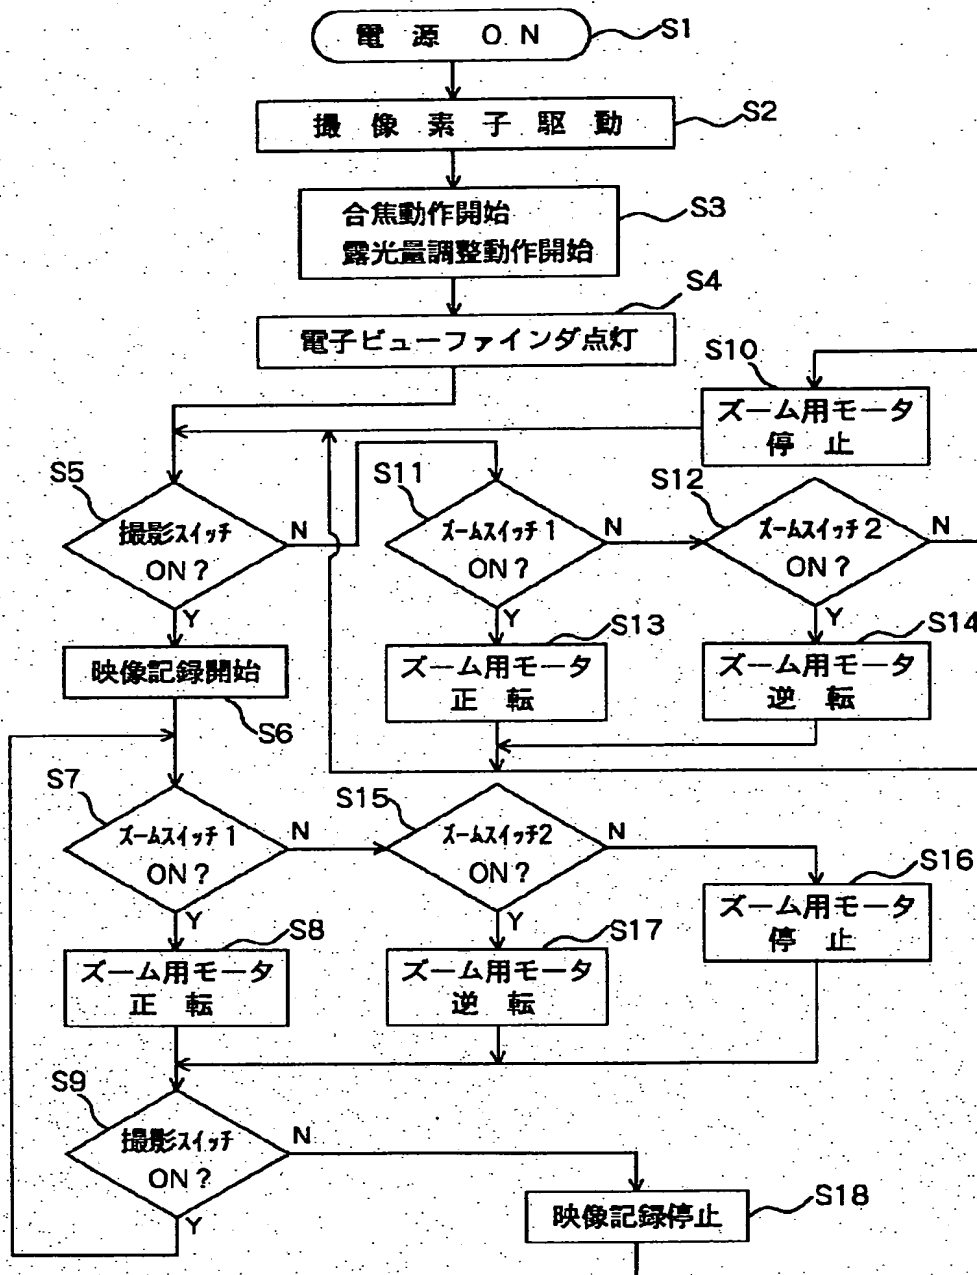 電源 ON
S1
撮像素子駆動
S2
合焦動作開始
露光量調整動作開始
S3
S4
電子ビューファインダ点灯
S10
ズーム用モータ
停止
S5
撮影スイッチ
ON?
N
Y
S11
ズームスイッチ1
ON?
N
Y
S12
ズームスイッチ2
ON?
N
Y
S13
ズーム用モータ
正転
S14
ズーム用モータ
逆転
映像記録開始
S6
S7
ズームスイッチ1
ON?
N
Y
S15
ズームスイッチ2
ON?
N
Y
S16
ズーム用モータ
停止
S8
ズーム用モータ
正転
S17
ズーム用モータ
逆転
S9
撮影スイッチ
ON?
N
Y
映像記録停止
S18